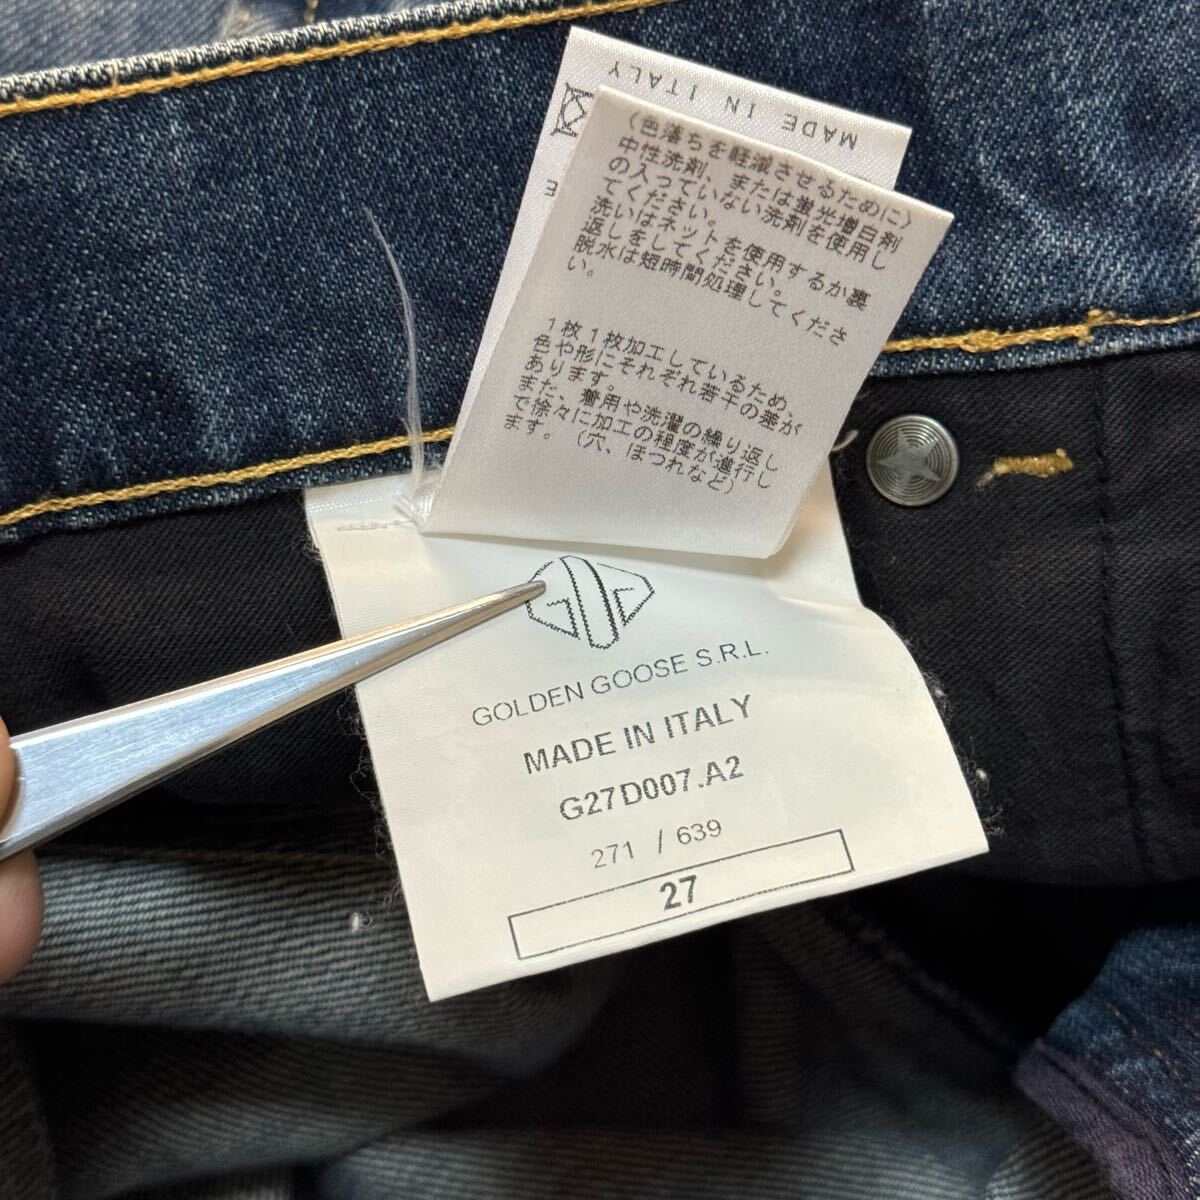 MADE IN ITALY
E
(色落ちを軽減させるために)
中性洗剤、または蛍光増白剤
の入っていない洗剤を使用し
てください。
洗いはネットを使用するか裏
返しをしてください。
脱水は短時間処理してくださ
い。
1枚1枚加工しているため、
色や形にそれぞれ若干の差が
あります。
また、着用や洗濯の繰り返し
で徐々に加工の程度が進行し
ます。(穴、ほつれなど)
GOLDEN GOOSE S.R.L.
MADE IN ITALY
G27D007.A2
271 / 639
27